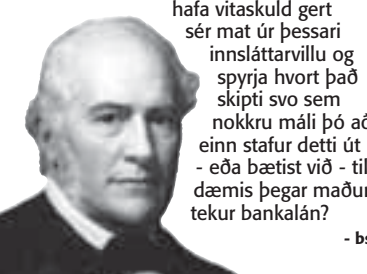 hafa vitaskuld gert
sér mat úr þessari
innsláttarvillu og
spyrja hvort það
skipti svo sem
nokkru máli þó að
einn stafur detti út
- eða bætist við - til
dæmis þegar maður
tekur bankalán?
- bs